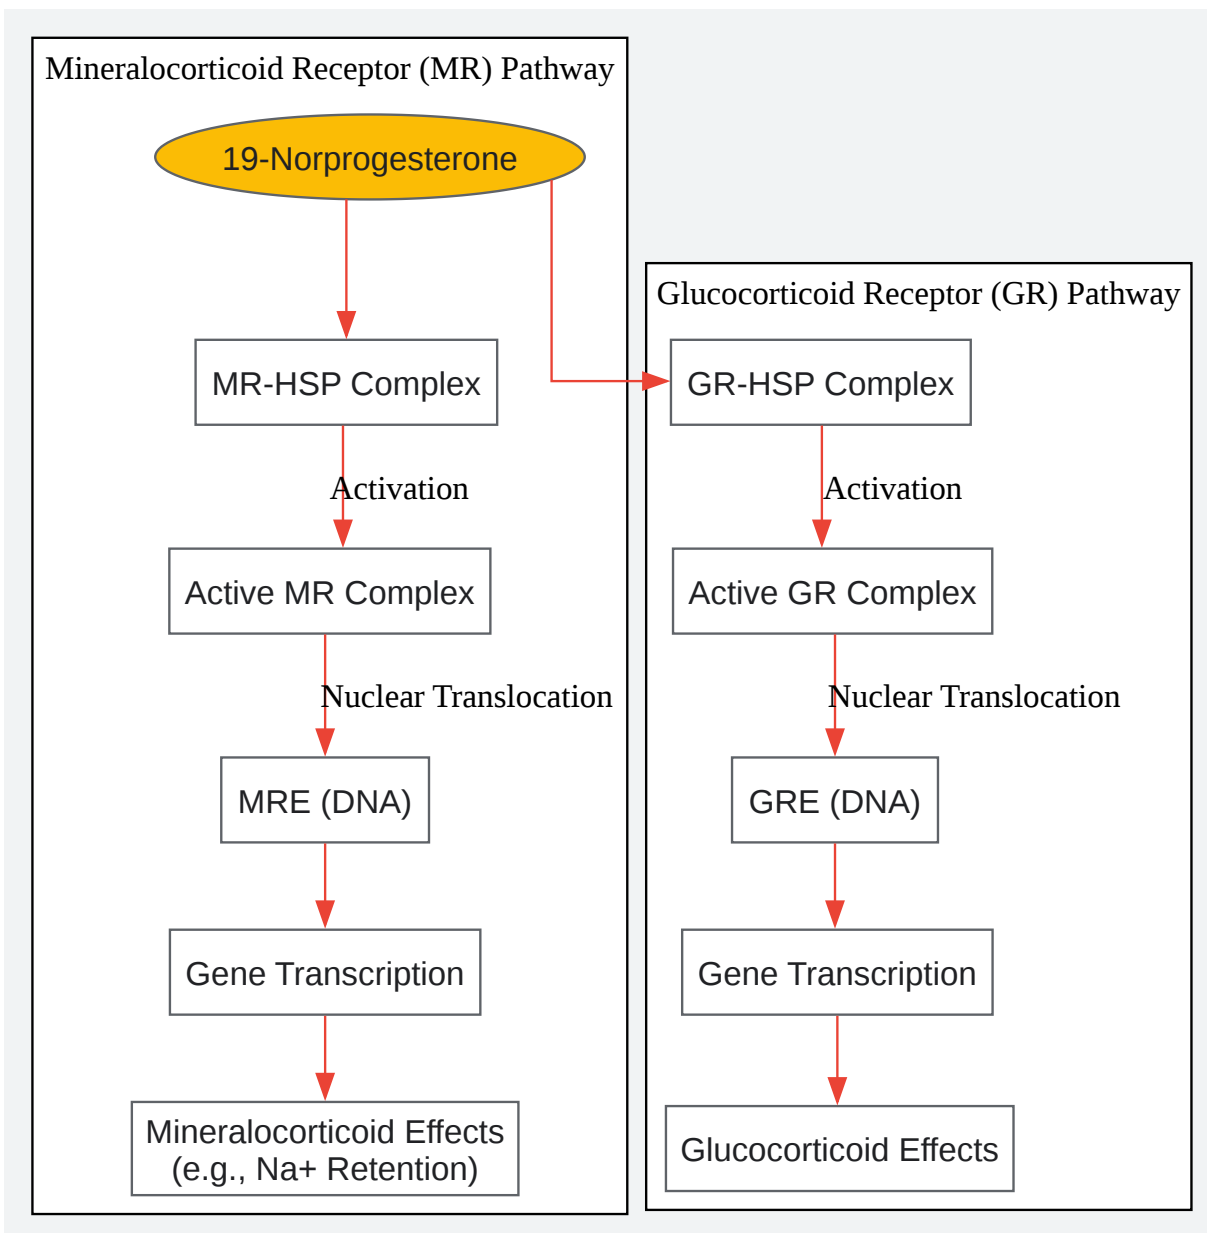 Mineralocorticoid Receptor (MR) Pathway
19-Norprogesterone
MR-HSP Complex
Activation
Active MR Complex
Nuclear Translocation
MRE (DNA)
Gene Transcription
Mineralocorticoid Effects
(e.g., Na+ Retention)
Glucocorticoid Receptor (GR) Pathway
GR-HSP Complex
Activation
Active GR Complex
Nuclear Translocation
GRE (DNA)
Gene Transcription
Glucocorticoid Effects